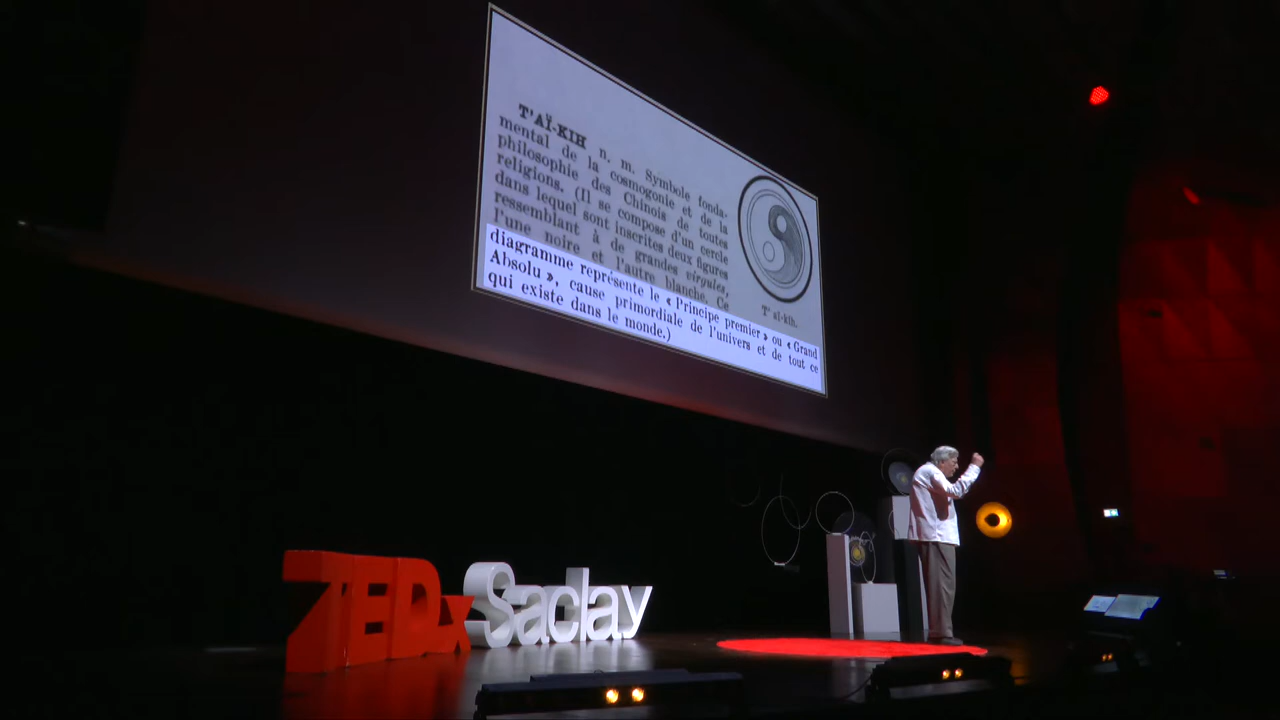 T'AÏ-KIH n. m. Symbole fonda-
mental de la cosmogonie et de la
philosophie des Chinois de toutes
religions. (Il se compose d'un cercle
dans lequel sont inscrites deux figures
ressemblant à de grandes virgules,
l'une noire et l'autre blanche. Ce
diagramme représente le « Principe premier » ou « Grand
Absolu », cause primordiale de l'univers et de tout ce
qui existe dans le monde.)
T'aï-kih.
TEDx Saclay